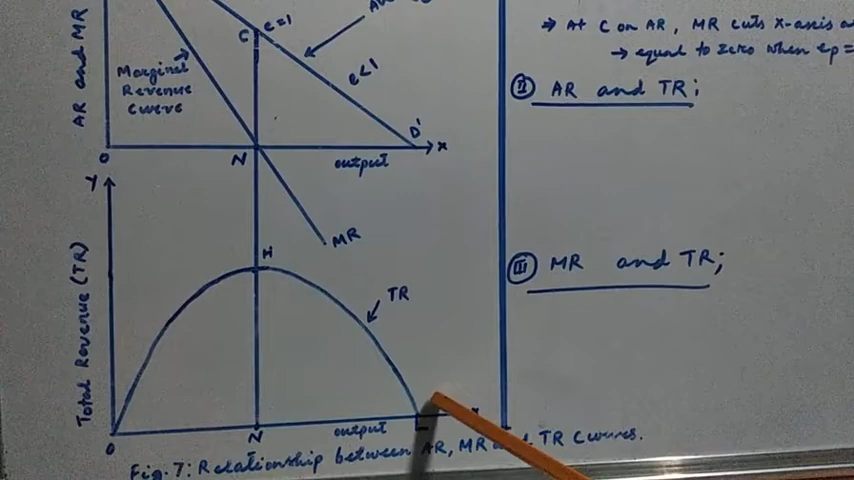 AR and MR
C
e=1
e<1
Marginal
Revenue
Curve
D'
O
N
output
X
MR
Y
Total Revenue (TR)
H
TR
O
N
output
Fig. 7: Relationship between AR, MR TR Curves.
→ At C on AR, MR cuts X-axis
→ equal to zero when ep=
II AR and TR;
III MR and TR;